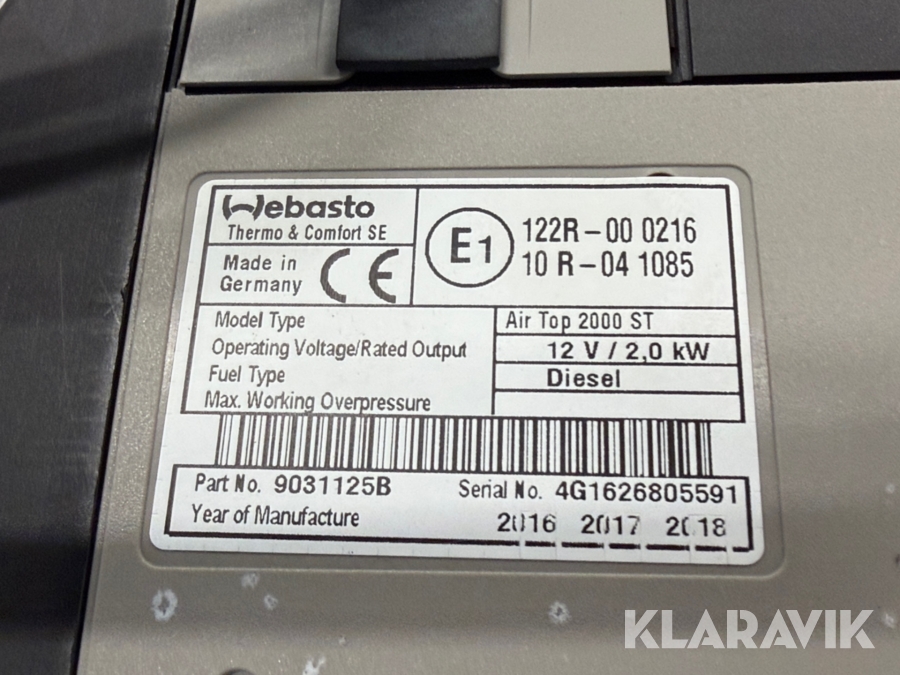 Webasto
Thermo & Comfort SE
Made in
Germany
CE
E1
122R-00 0216
10 R-04 1085
Model Type
Air Top 2000 ST
Operating Voltage/Rated Output
12 V / 2,0 kW
Fuel Type
Diesel
Max. Working Overpressure
Part No. 9031125B
Serial No. 4G1626805591
Year of Manufacture
2016 2017 2018
KLARAVIK